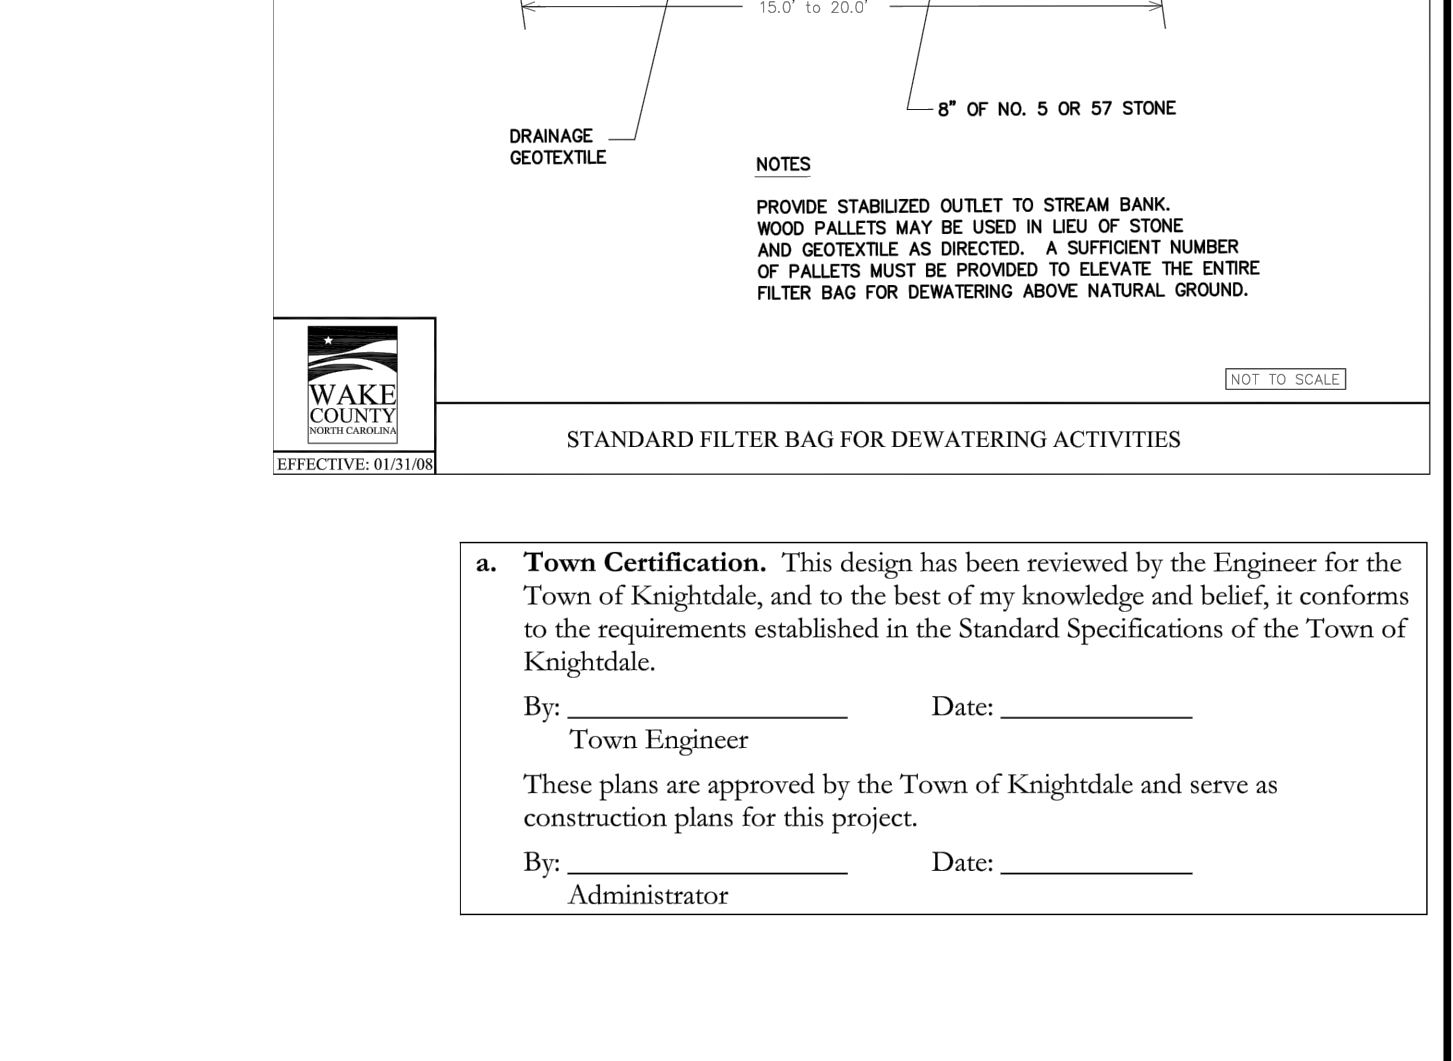 15.0' to 20.0'
8" OF NO. 5 OR 57 STONE
DRAINAGE
GEOTEXTILE
NOTES
PROVIDE STABILIZED OUTLET TO STREAM BANK.
WOOD PALLETS MAY BE USED IN LIEU OF STONE
AND GEOTEXTILE AS DIRECTED. A SUFFICIENT NUMBER
OF PALLETS MUST BE PROVIDED TO ELEVATE THE ENTIRE
FILTER BAG FOR DEWATERING ABOVE NATURAL GROUND.
WAKE
COUNTY
NORTH CAROLINA
NOT TO SCALE
STANDARD FILTER BAG FOR DEWATERING ACTIVITIES
EFFECTIVE: 01/31/08
a. Town Certification. This design has been reviewed by the Engineer for the
Town of Knightdale, and to the best of my knowledge and belief, it conforms
to the requirements established in the Standard Specifications of the Town of
Knightdale.
By: ____________________ Date: ______________
Town Engineer
These plans are approved by the Town of Knightdale and serve as
construction plans for this project.
By: ____________________ Date: ______________
Administrator